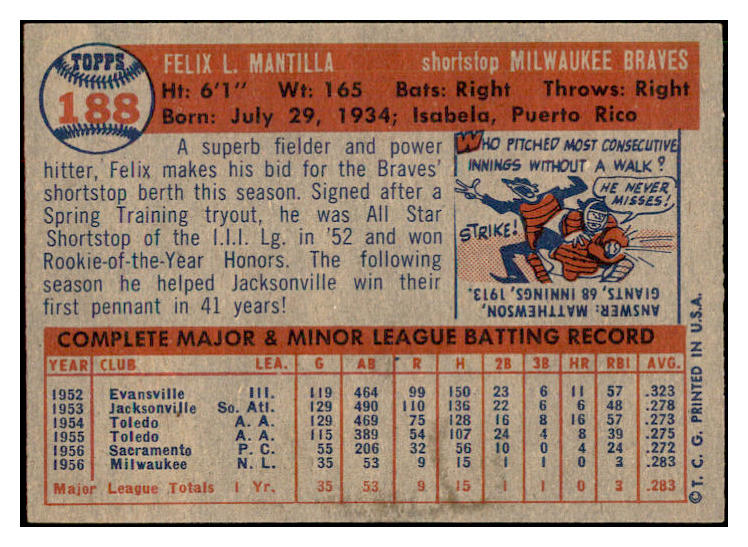 TOPPS
188
FELIX L. MANTILLA shortstop MILWAUKEE BRAVES
Ht: 6'1" Wt: 165 Bats: Right Throws: Right
Born: July 29, 1934; Isabela, Puerto Rico
A superb fielder and power
hitter, Felix makes his bid for the Braves'
shortstop berth this season. Signed after a
Spring Training tryout, he was All Star
Shortstop of the I.I.I. Lg. in '52 and won
Rookie-of-the-Year Honors. The following
season he helped Jacksonville win their
first pennant in 41 years!
WHO PITCHED MOST CONSECUTIVE
INNINGS WITHOUT A WALK?
HE NEVER
MISSES!
STRIKE!
ANSWER: MATTHEWSON,
GIANTS, 68 INNINGS, 1913.
COMPLETE MAJOR & MINOR LEAGUE BATTING RECORD
YEAR CLUB LEA. G AB R H 2B 3B HR RBI AVG.
1952 Evansville III. 119 464 99 150 23 6 11 57 .323
1953 Jacksonville So. Atl. 129 490 110 136 22 6 6 48 .278
1954 Toledo A. A. 129 469 75 128 16 8 16 57 .273
1955 Toledo A. A. 115 389 54 107 24 4 8 39 .275
1956 Sacramento P. C. 55 206 32 56 10 0 4 24 .272
1956 Milwaukee N. L. 35 53 9 15 1 1 0 3 .283
Major League Totals 1 Yr. 35 53 9 15 1 1 0 3 .283
© T. C. G. PRINTED IN U.S.A.